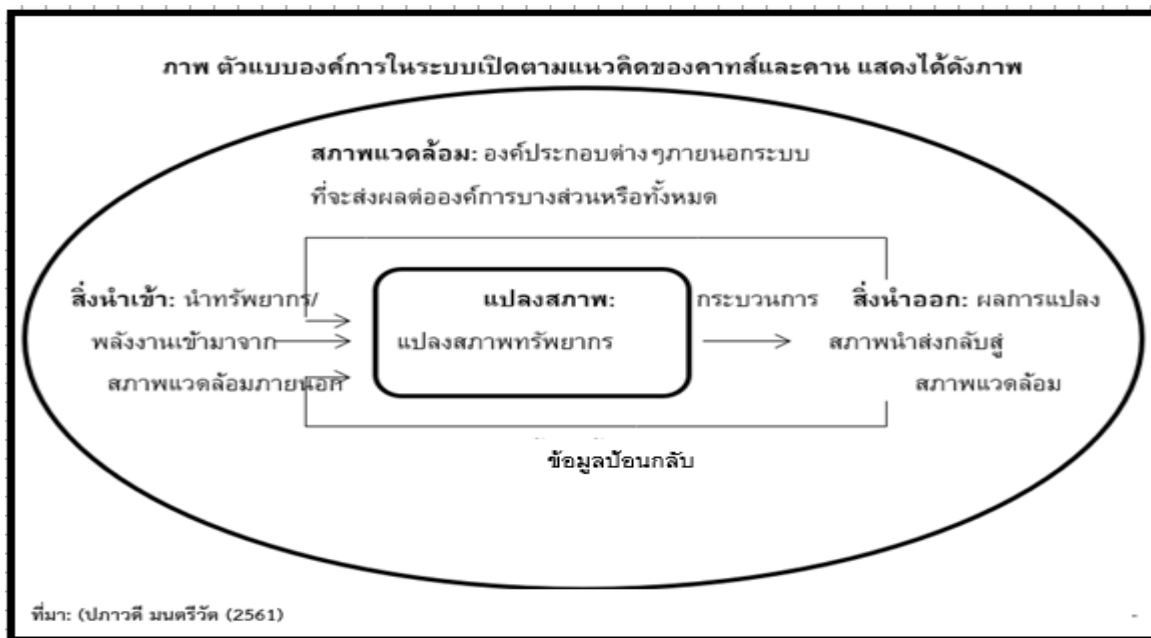 ภาพ ตัวแบบองค์การในระบบเปิดตามแนวคิดของคาทส์และคาน แสดงได้ดังภาพ
สภาพแวดล้อม: องค์ประกอบต่างๆภายนอกระบบ
ที่จะส่งผลต่อองค์การบางส่วนหรือทั้งหมด
สิ่งนำเข้า: นำทรัพยากร/
พลังงานเข้ามาจาก
สภาพแวดล้อมภายนอก
แปลงสภาพ: กระบวนการ
แปลงสภาพทรัพยากร
สิ่งนำออก: ผลการแปลง
สภาพนำส่งกลับสู่
สภาพแวดล้อม
ข้อมูลป้อนกลับ
ที่มา: (ปภาวดี มนตรีวัต (2561)